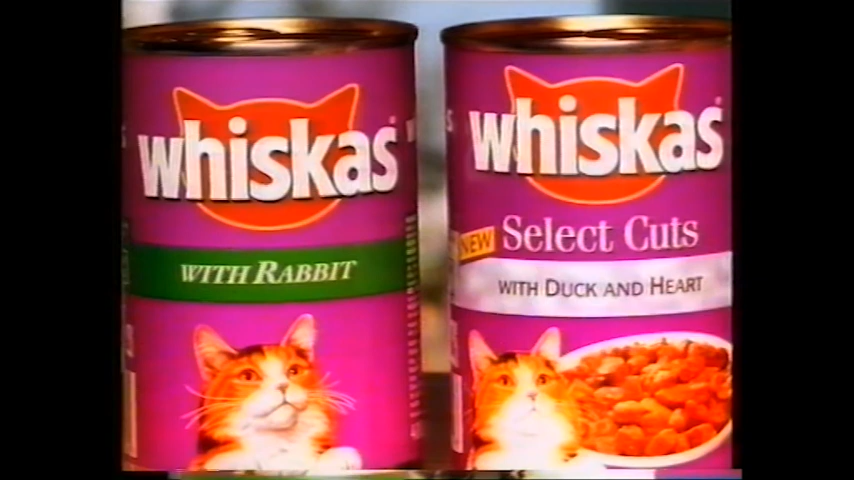 whiskas
WITH RABBIT
whiskas
NEW
Select Cuts
WITH DUCK AND HEART